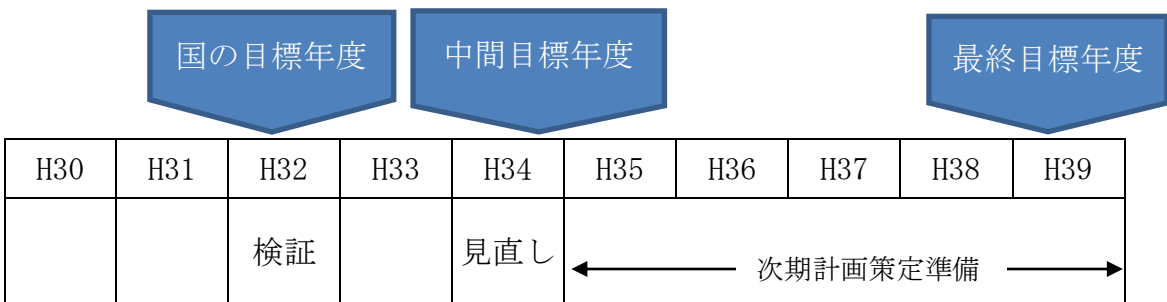 国の目標年度 中間目標年度 最終目標年度
H30 H31 H32 H33 H34 H35 H36 H37 H38 H39
検証 見直し 次期計画策定準備